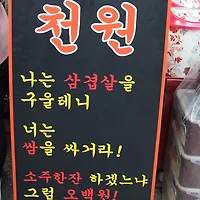 천원
나는 삼겹살을
구울테니
너는
쌈을 싸거라!
소주한잔 하겠느냐
그럼 오백원!